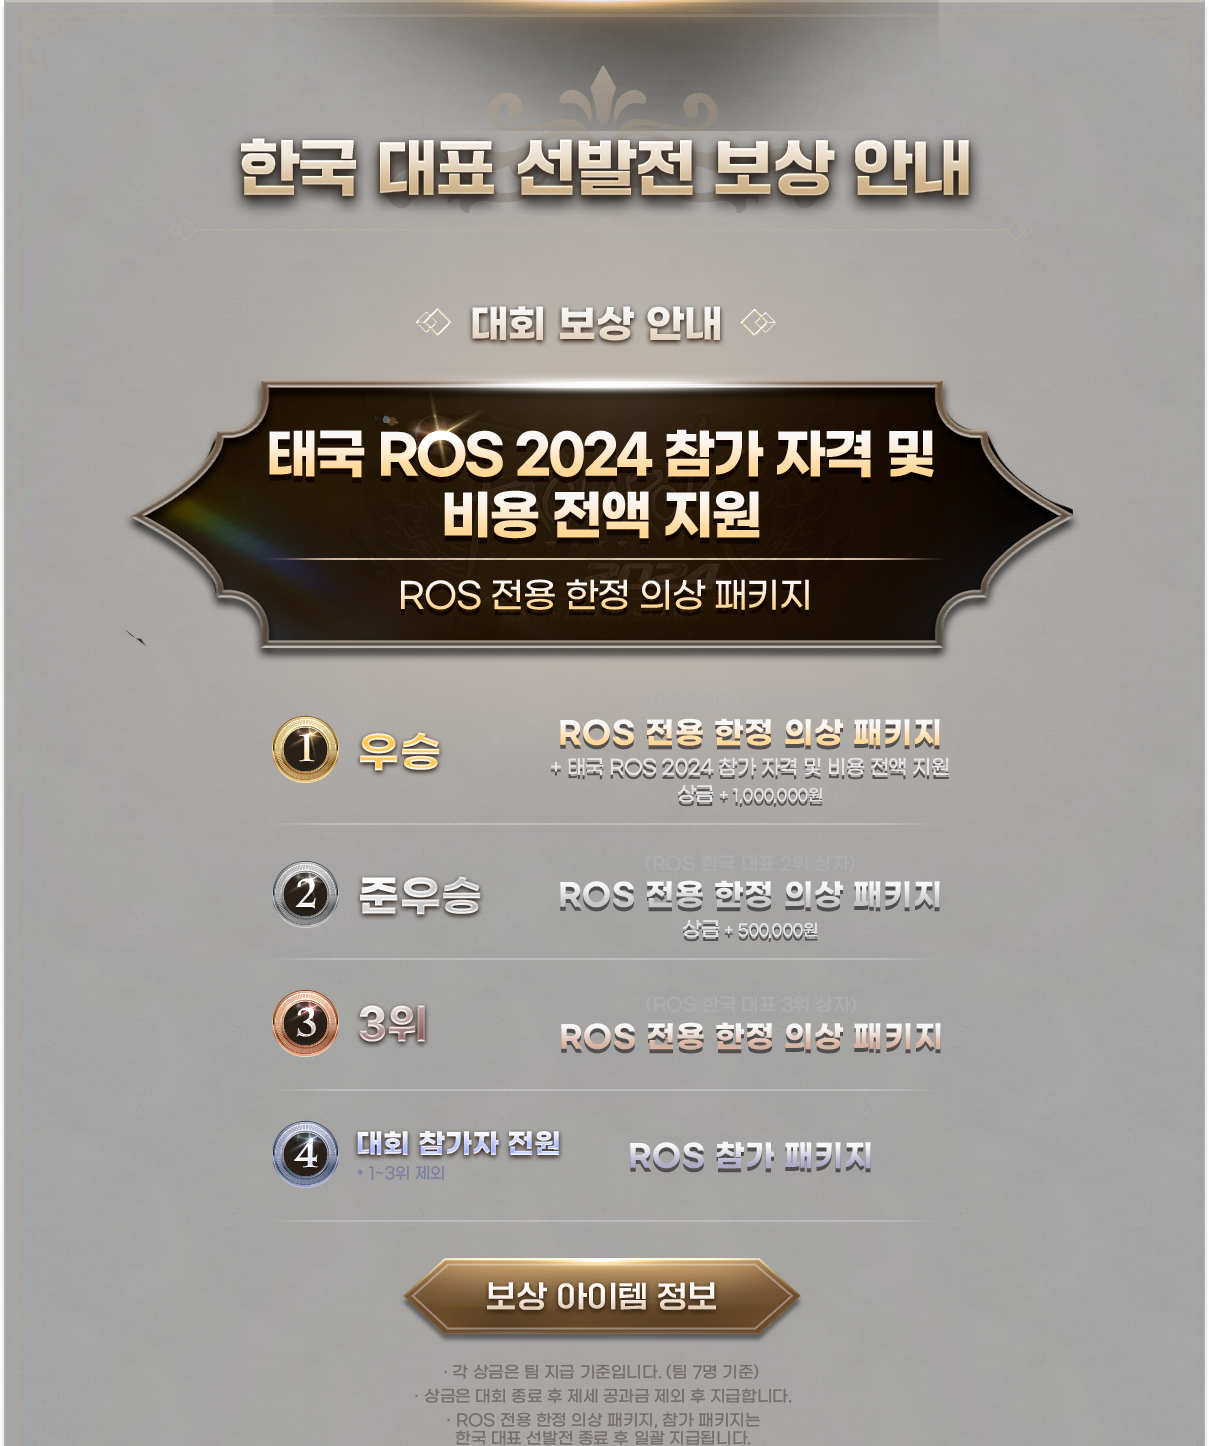 한국 대표 선발전 보상 안내
대회 보상 안내
태국 ROS 2024 참가 자격 및
비용 전액 지원
ROS 전용 한정 의상 패키지
1 우승
ROS 전용 한정 의상 패키지
+ 태국 ROS 2024 참가 자격 및 비용 전액 지원
상금 + 1,000,000원
(ROS 한국 대표 2위 상자)
2 준우승
ROS 전용 한정 의상 패키지
상금 + 500,000원
(ROS 한국 대표 3위 상자)
3 3위
ROS 전용 한정 의상 패키지
4 대회 참가자 전원
* 1~3위 제외
ROS 참가 패키지
보상 아이템 정보
· 각 상금은 팀 지급 기준입니다. (팀 7명 기준)
· 상금은 대회 종료 후 제세 공과금 제외 후 지급합니다.
· ROS 전용 한정 의상 패키지, 참가 패키지는
한국 대표 선발전 종료 후 일괄 지급됩니다.